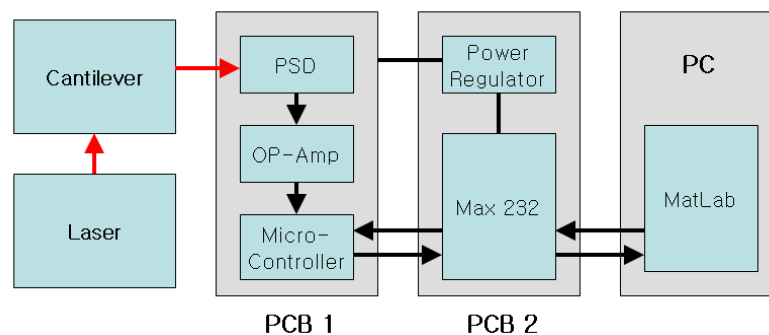 Cantilever
Laser
PSD
OP-Amp
Micro-
Controller
PCB 1
Power
Regulator
Max 232
PCB 2
PC
MatLab